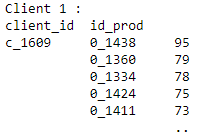 Client 1 :
client_id  id_prod
c_1609     0_1438     95
           0_1360     79
           0_1334     78
           0_1424     75
           0_1411     73
                      ..